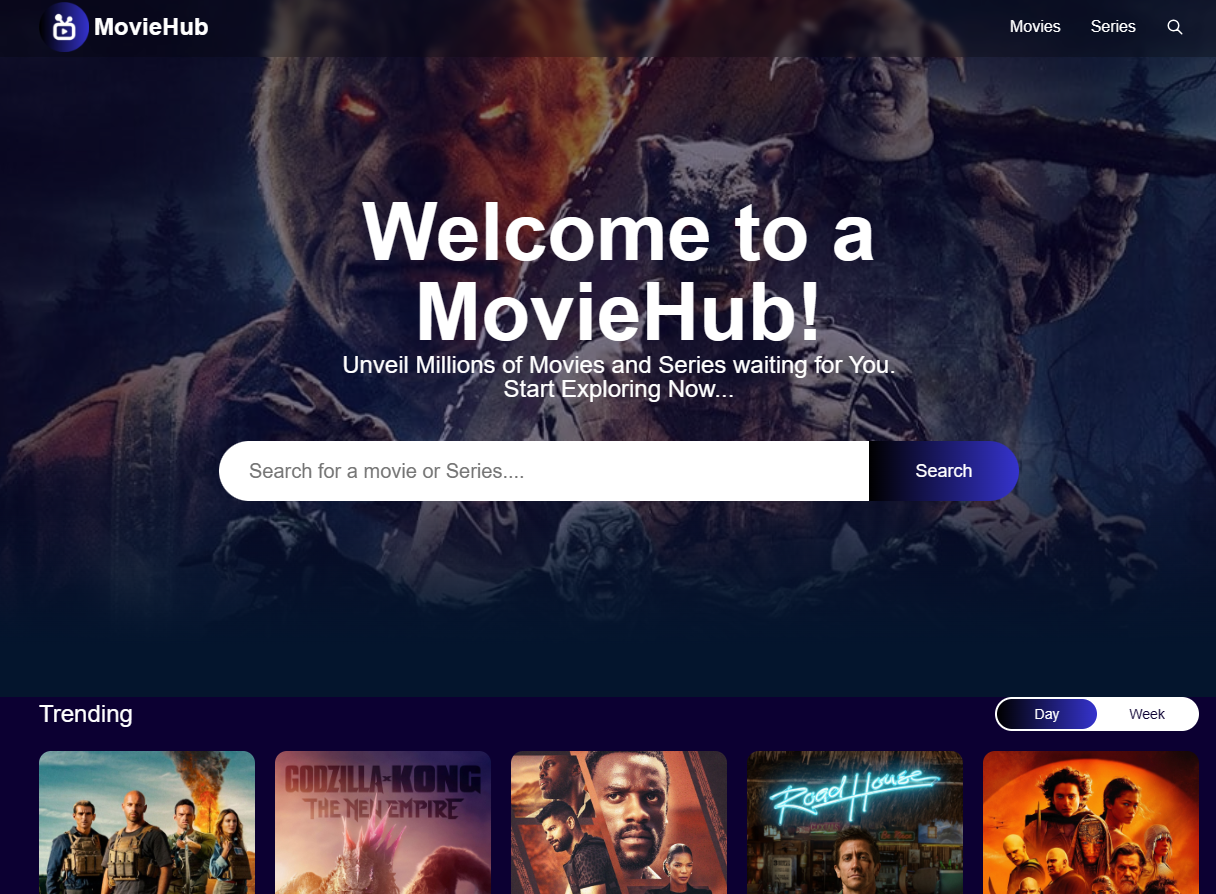 MovieHub
Movies
Series
Welcome to a
MovieHub!
Unveil Millions of Movies and Series waiting for You.
Start Exploring Now...
Search for a movie or Series....
Search
Trending
Day
Week
GODZILLA x KONG
THE NEW EMPIRE
Road House